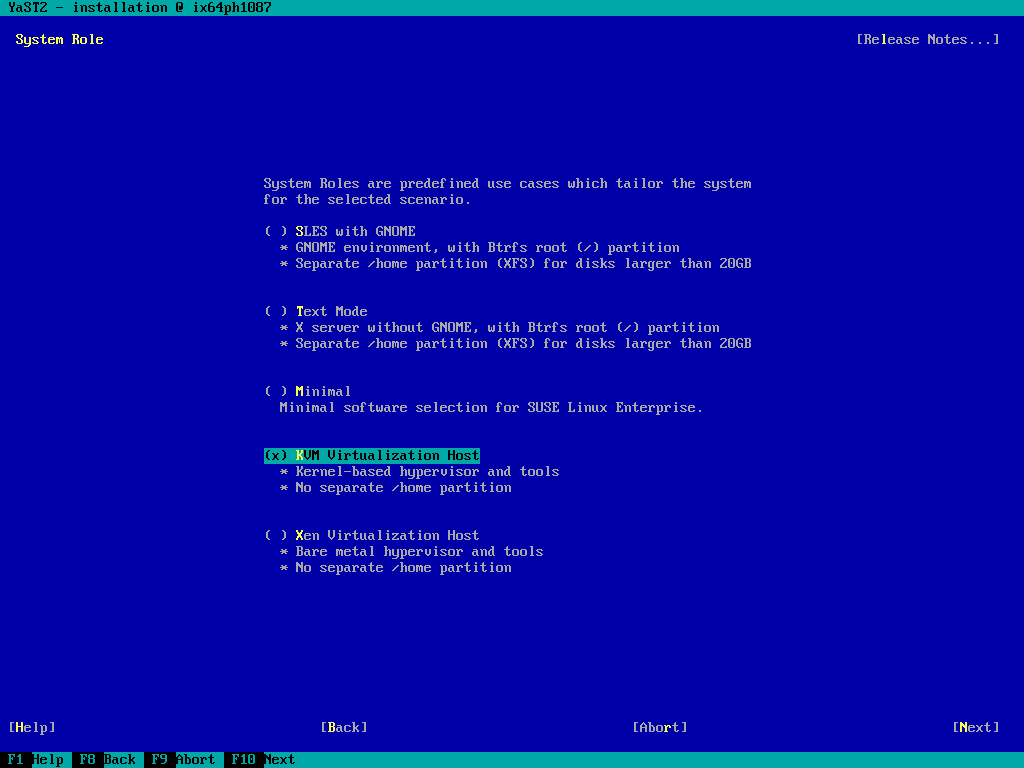 YaST2 - installation @ ix64ph1087
System Role [Release Notes...]
System Roles are predefined use cases which tailor the system
for the selected scenario.
( ) SLES with GNOME
* GNOME environment, with Btrfs root (/) partition
* Separate /home partition (XFS) for disks larger than 20GB
( ) Text Mode
* X server without GNOME, with Btrfs root (/) partition
* Separate /home partition (XFS) for disks larger than 20GB
( ) Minimal
Minimal software selection for SUSE Linux Enterprise.
(x) KVM Virtualization Host
* Kernel-based hypervisor and tools
* No separate /home partition
( ) Xen Virtualization Host
* Bare metal hypervisor and tools
* No separate /home partition
[Help] [Back] [Abort] [Next]
F1 Help F8 Back F9 Abort F10 Next